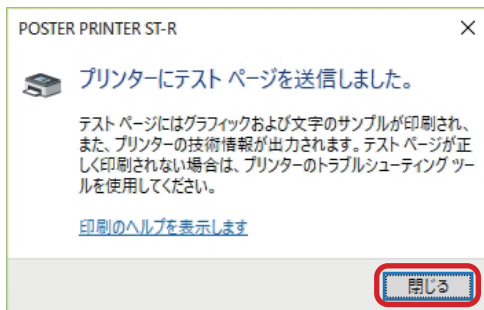 POSTER PRINTER ST-R
プリンターにテスト ページを送信しました。
テスト ページにはグラフィックおよび文字のサンプルが印刷され、
また、プリンターの技術情報が出力されます。テスト ページが正
しく印刷されない場合は、プリンターのトラブルシューティング ツー
ルを使用してください。
印刷のヘルプを表示します
閉じる